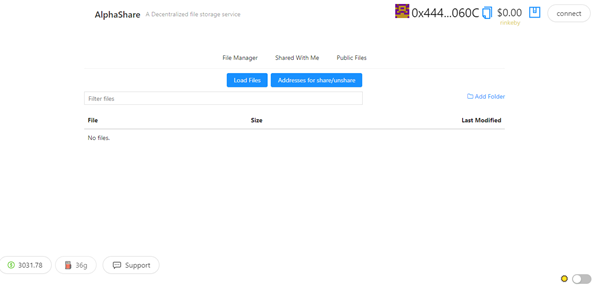 AlphaShare A Decentralized file storage service 0x444...060C $0.00 connect
rinkeby
File Manager Shared With Me Public Files
Load Files Addresses for share/unshare
Filter files Add Folder
File Size Last Modified
No files.
3031.78 36g Support